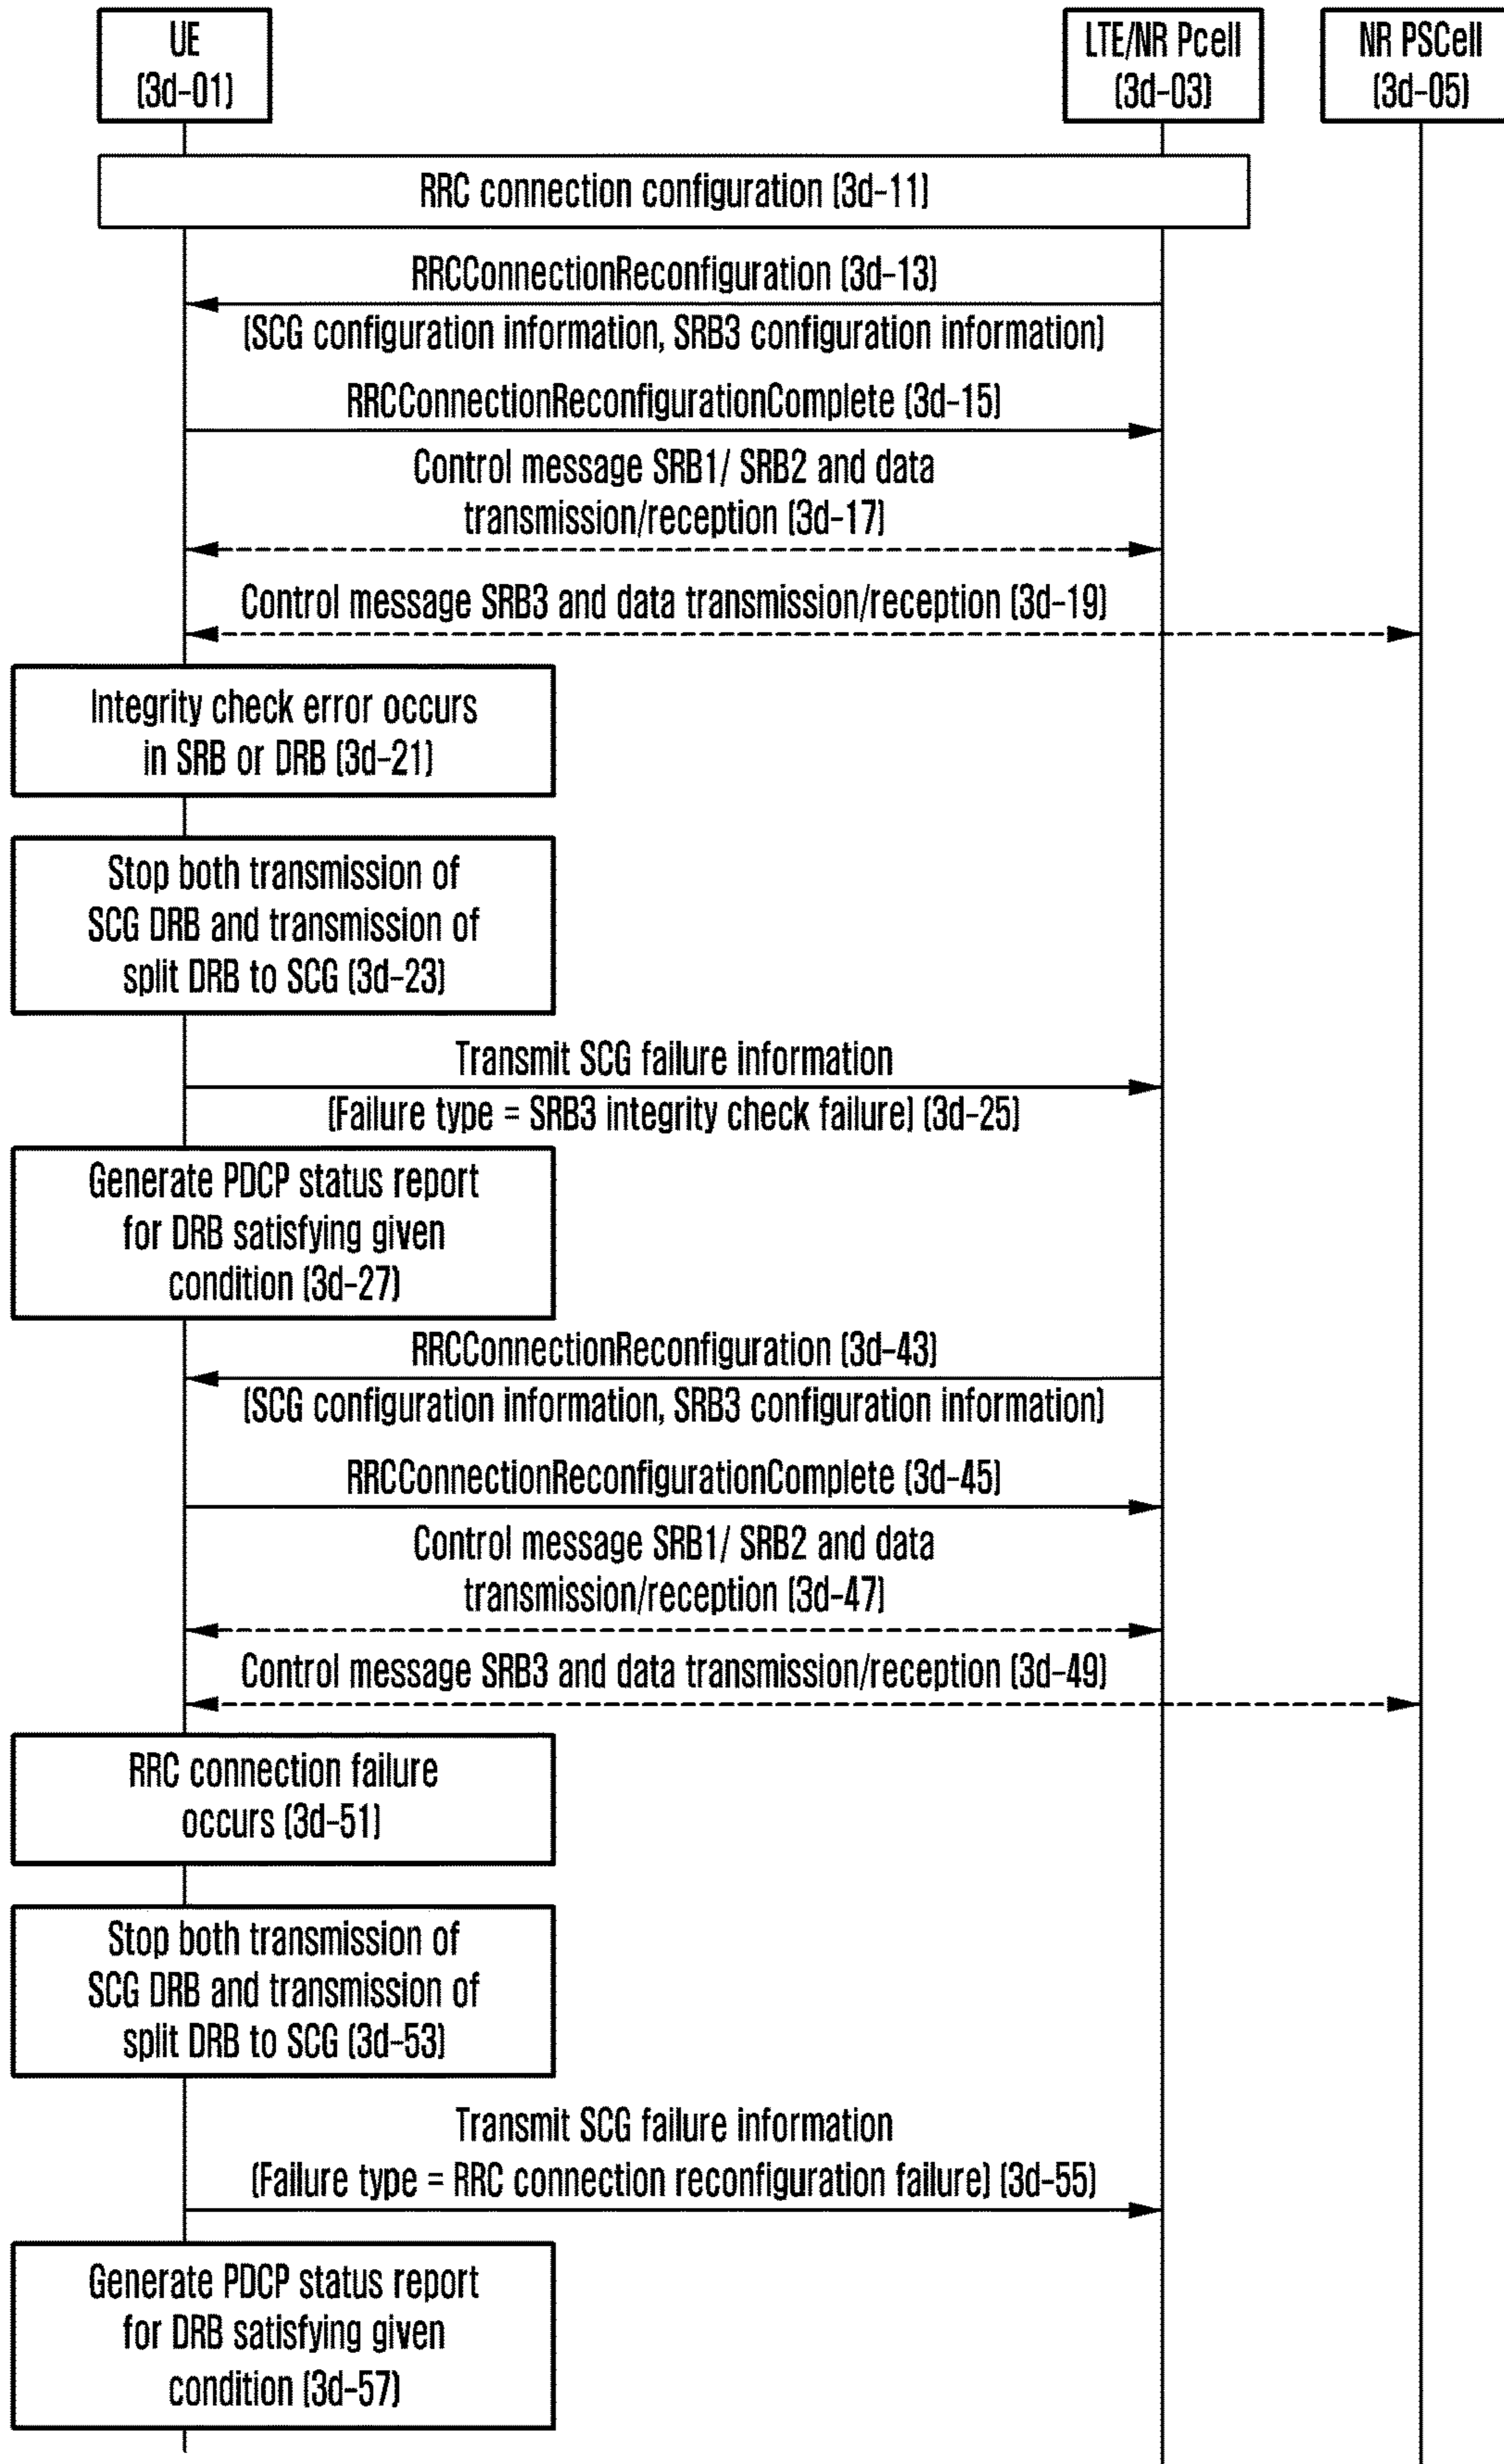 UE
(3d-01)
LTE/NR Pcell
(3d-03)
NR PSCell
(3d-05)
RRC connection configuration (3d-11)
RRCConnectionReconfiguration (3d-13)
(SCG configuration information, SRB3 configuration information)
RRCConnectionReconfigurationComplete (3d-15)
Control message SRB1/ SRB2 and data
transmission/reception (3d-17)
Control message SRB3 and data transmission/reception (3d-19)
Integrity check error occurs
in SRB or DRB (3d-21)
Stop both transmission of
SCG DRB and transmission of
split DRB to SCG (3d-23)
Transmit SCG failure information
(Failure type = SRB3 integrity check failure) (3d-25)
Generate PDCP status report
for DRB satisfying given
condition (3d-27)
RRCConnectionReconfiguration (3d-43)
(SCG configuration information, SRB3 configuration information)
RRCConnectionReconfigurationComplete (3d-45)
Control message SRB1/ SRB2 and data
transmission/reception (3d-47)
Control message SRB3 and data transmission/reception (3d-49)
RRC connection failure
occurs (3d-51)
Stop both transmission of
SCG DRB and transmission of
split DRB to SCG (3d-53)
Transmit SCG failure information
(Failure type = RRC connection reconfiguration failure) (3d-55)
Generate PDCP status report
for DRB satisfying given
condition (3d-57)